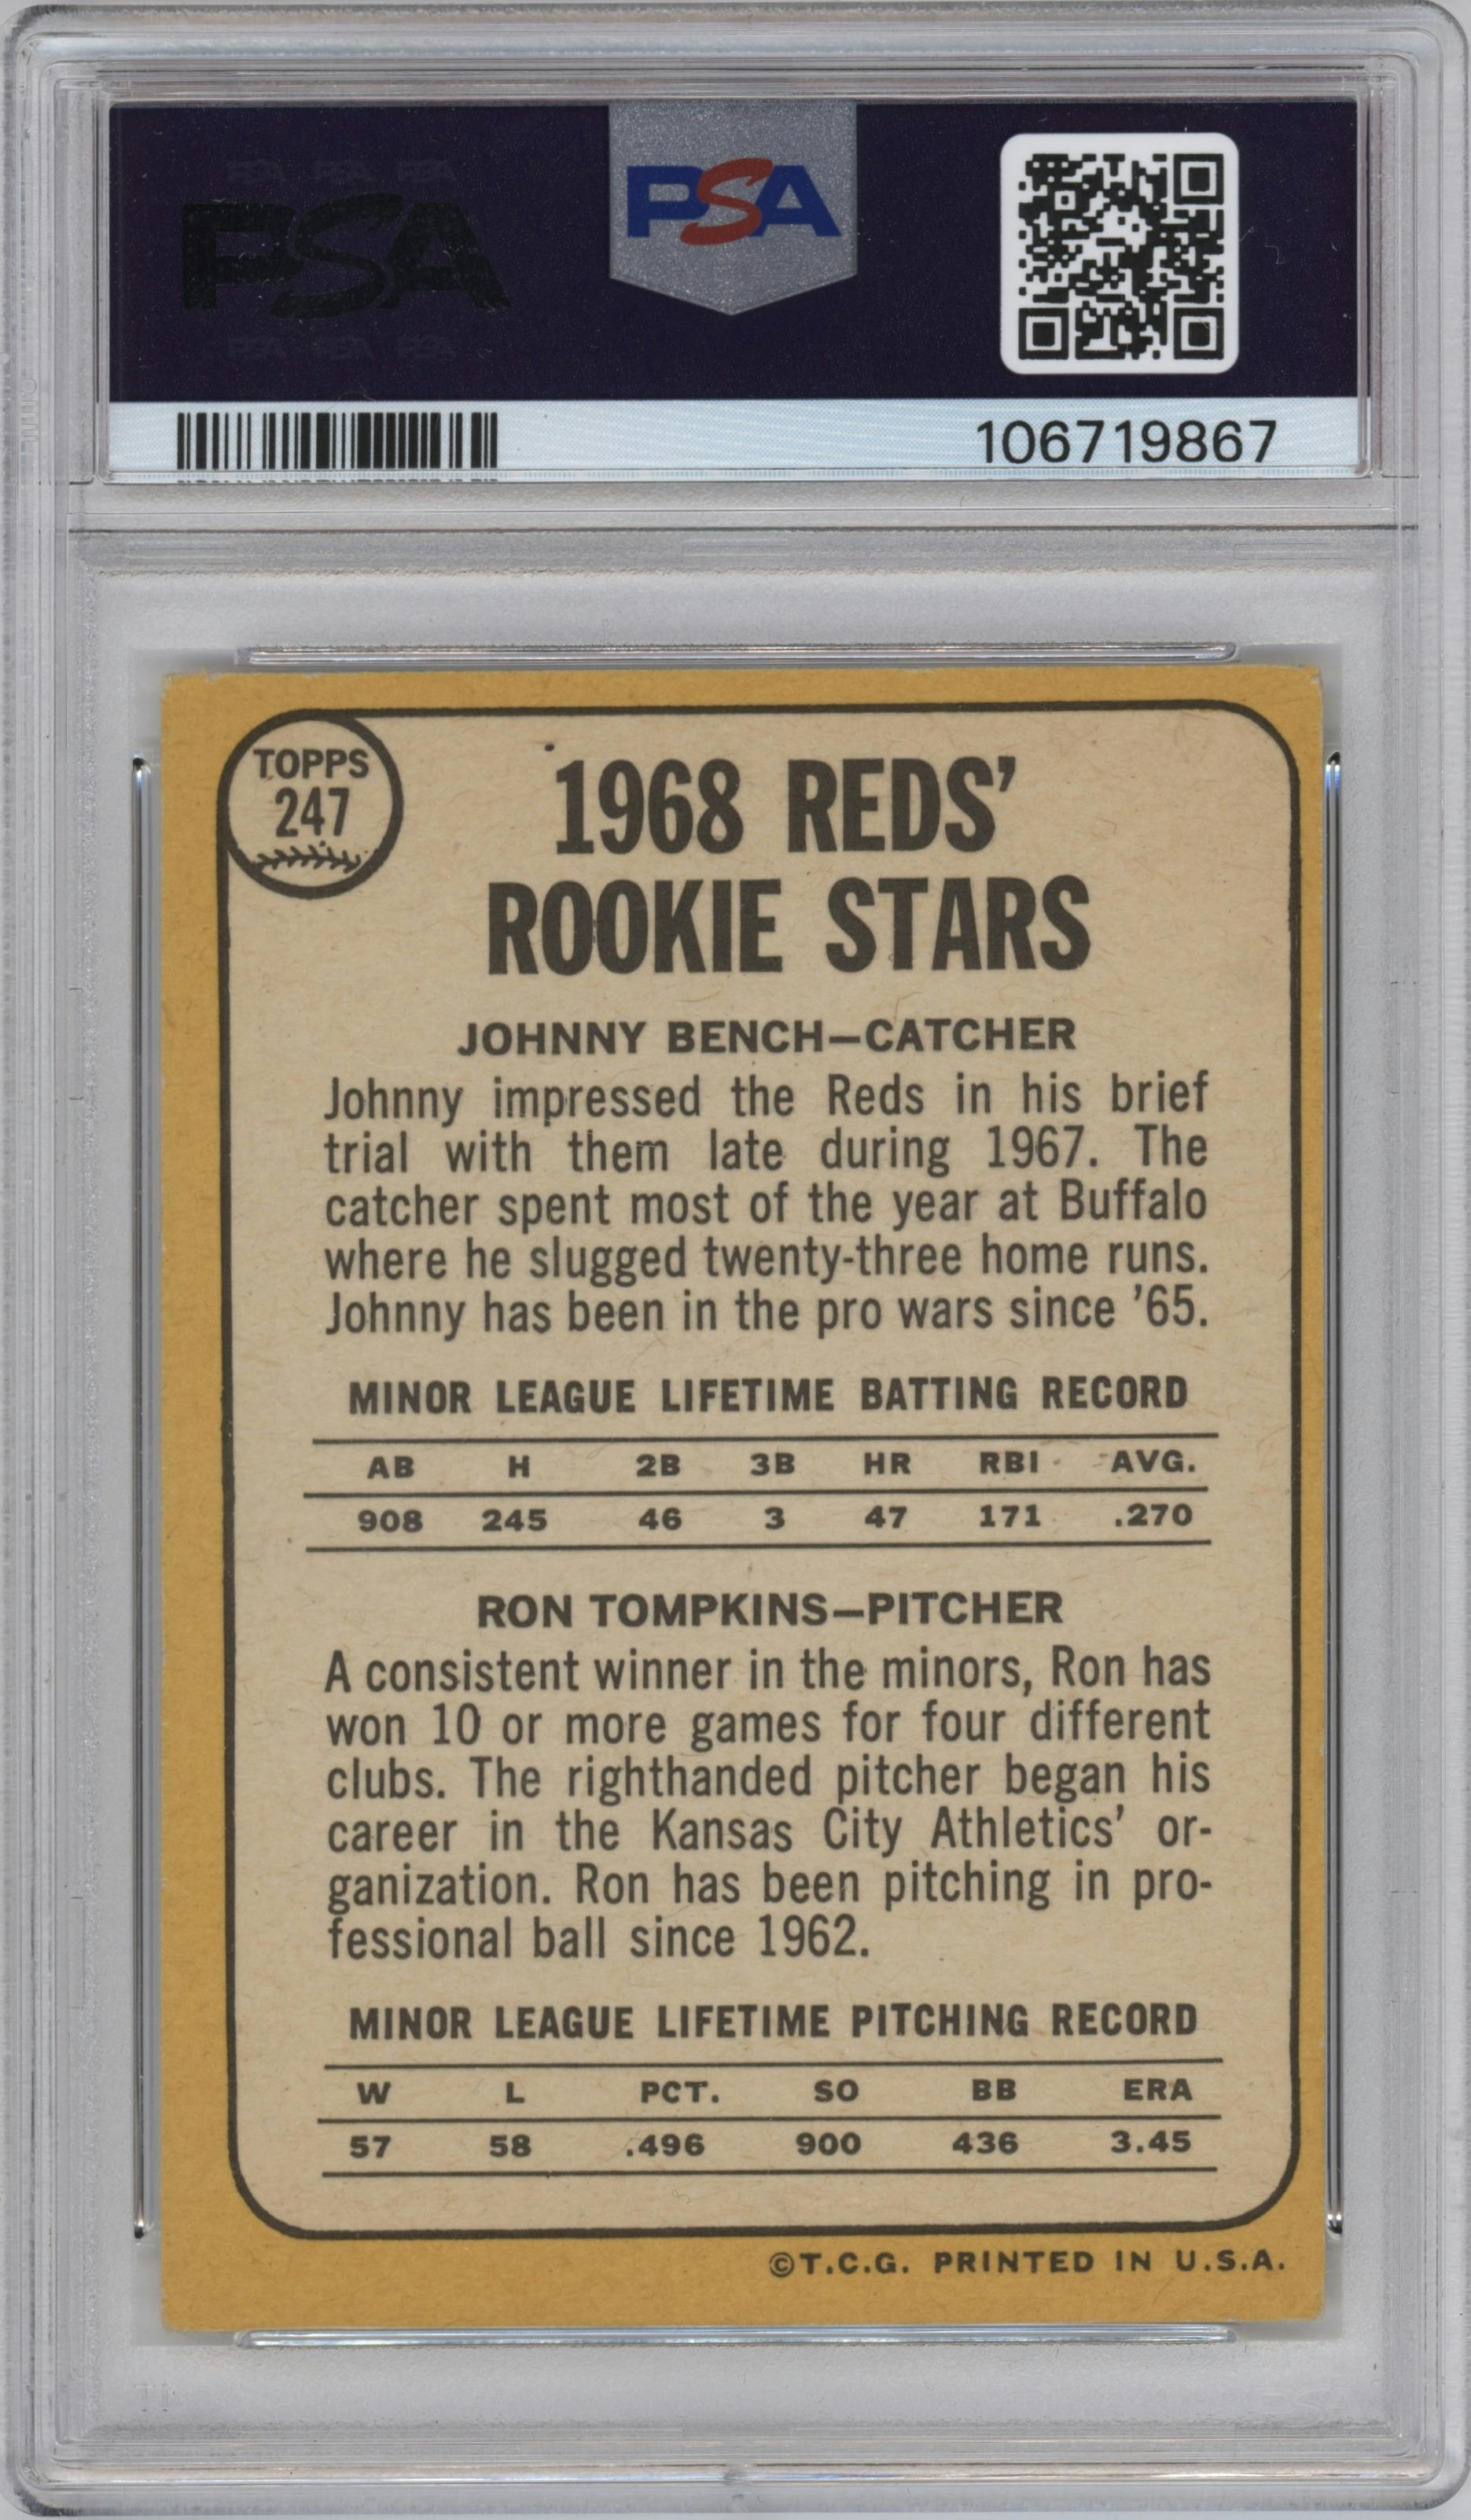 PSA
PSA
106719867
TOPPS
247
1968 REDS'
ROOKIE STARS
JOHNNY BENCH—CATCHER
Johnny impressed the Reds in his brief
trial with them late during 1967. The
catcher spent most of the year at Buffalo
where he slugged twenty-three home runs.
Johnny has been in the pro wars since '65.
MINOR LEAGUE LIFETIME BATTING RECORD
AB H 2B 3B HR RBI AVG.
908 245 46 3 47 171 .270
RON TOMPKINS—PITCHER
A consistent winner in the minors, Ron has
won 10 or more games for four different
clubs. The righthanded pitcher began his
career in the Kansas City Athletics' or-
ganization. Ron has been pitching in pro-
fessional ball since 1962.
MINOR LEAGUE LIFETIME PITCHING RECORD
W L PCT. SO BB ERA
57 58 .496 900 436 3.45
©T.C.G. PRINTED IN U.S.A.